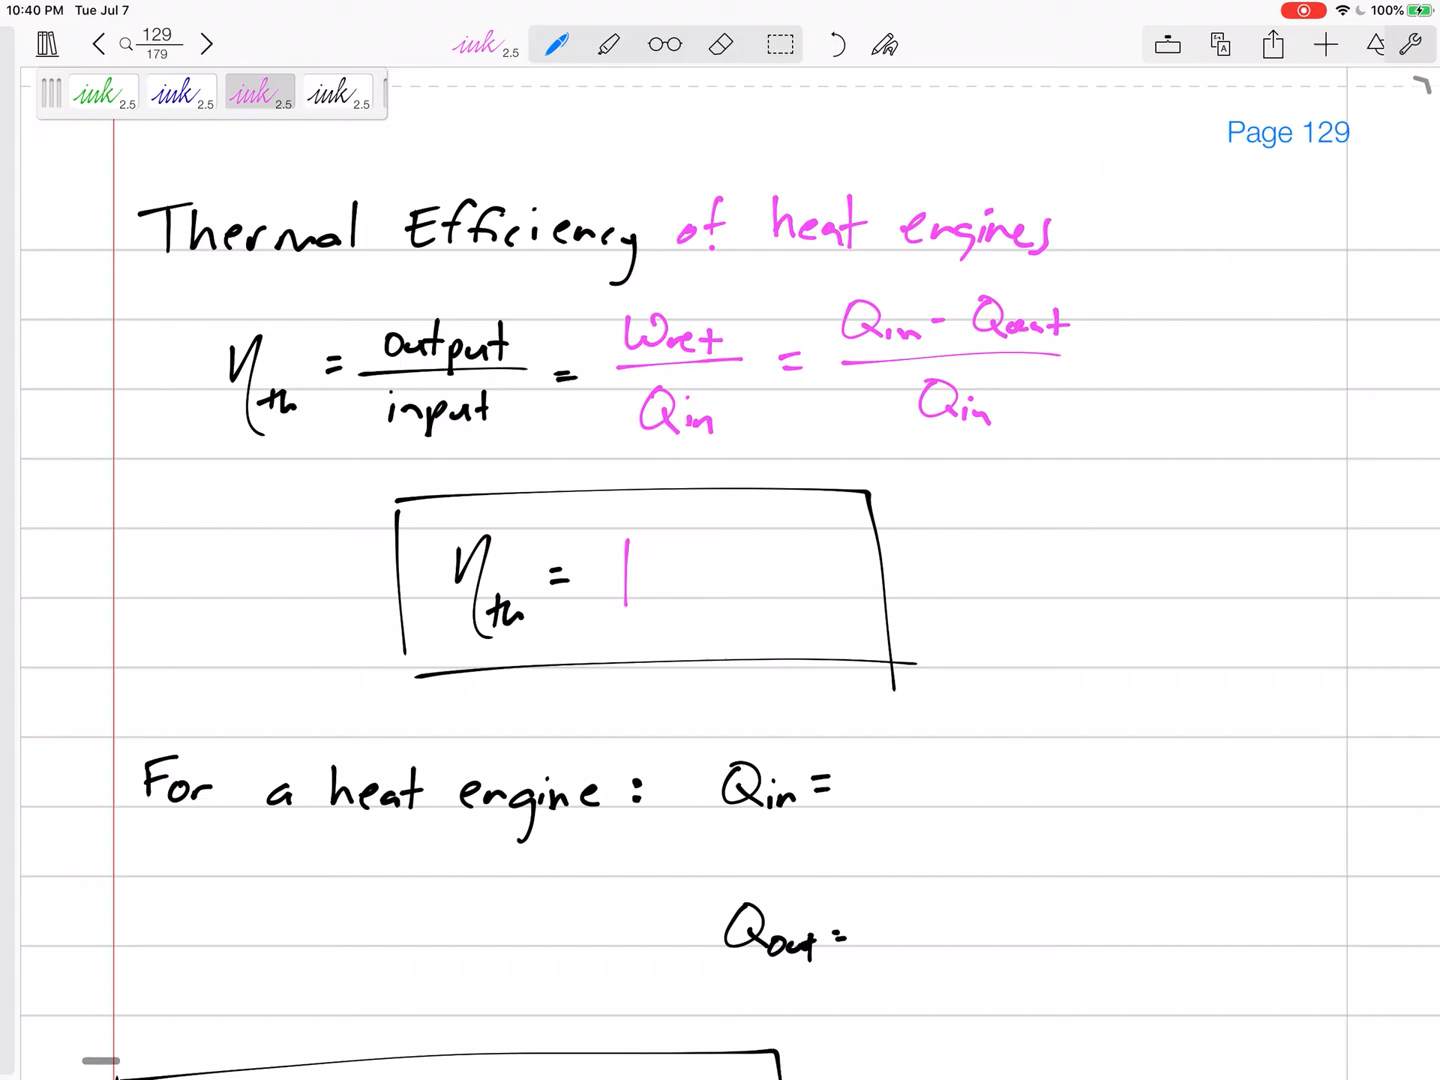 10:40 PM Tue Jul 7 100%
129
179
ink 2.5
ink 2.5 ink 2.5 ink 2.5 ink 2.5
Page 129
Thermal Efficiency of heat engines
η_th = output/input = Wnet/Qin = Qin - Qout/Qin
η_th = 1
For a heat engine : Qin =
Qout =